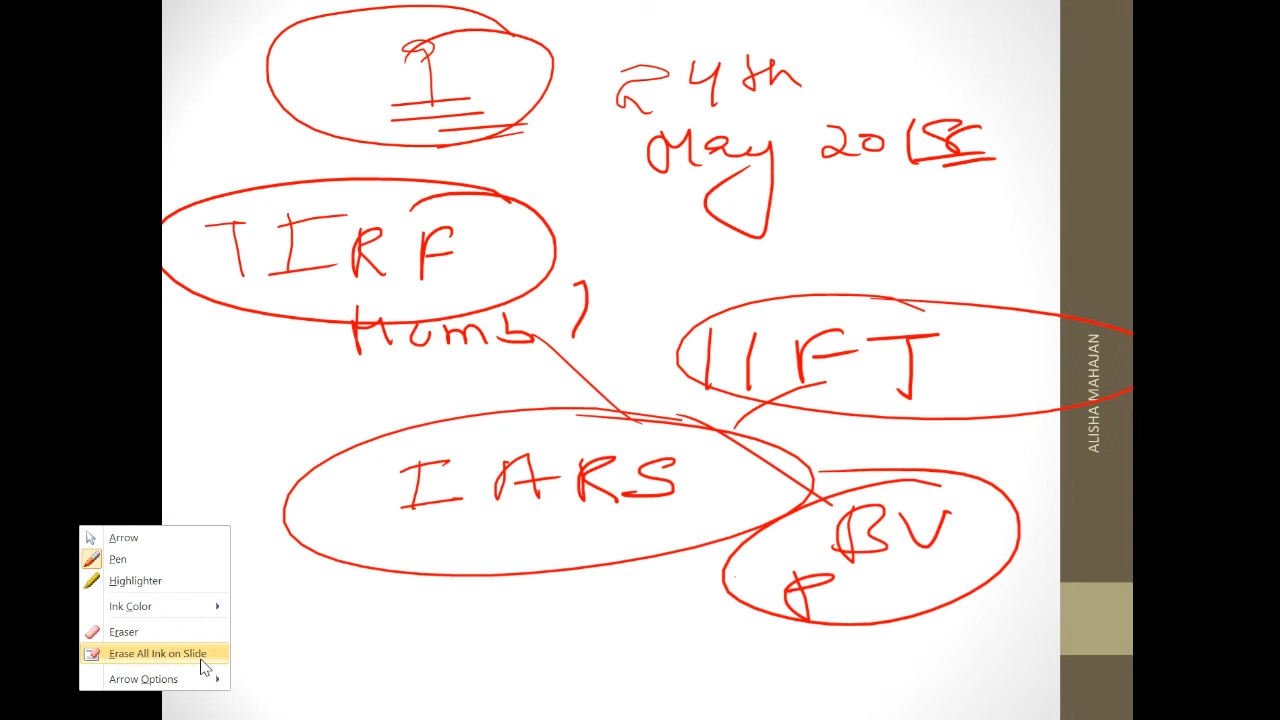 1
24th
May 2018
TIRF
Mumb )
IIFT
IARS
BV
P
ALISHA MAHAJAN
Arrow
Pen
Highlighter
Ink Color
Eraser
Erase All Ink on Slide
Arrow Options